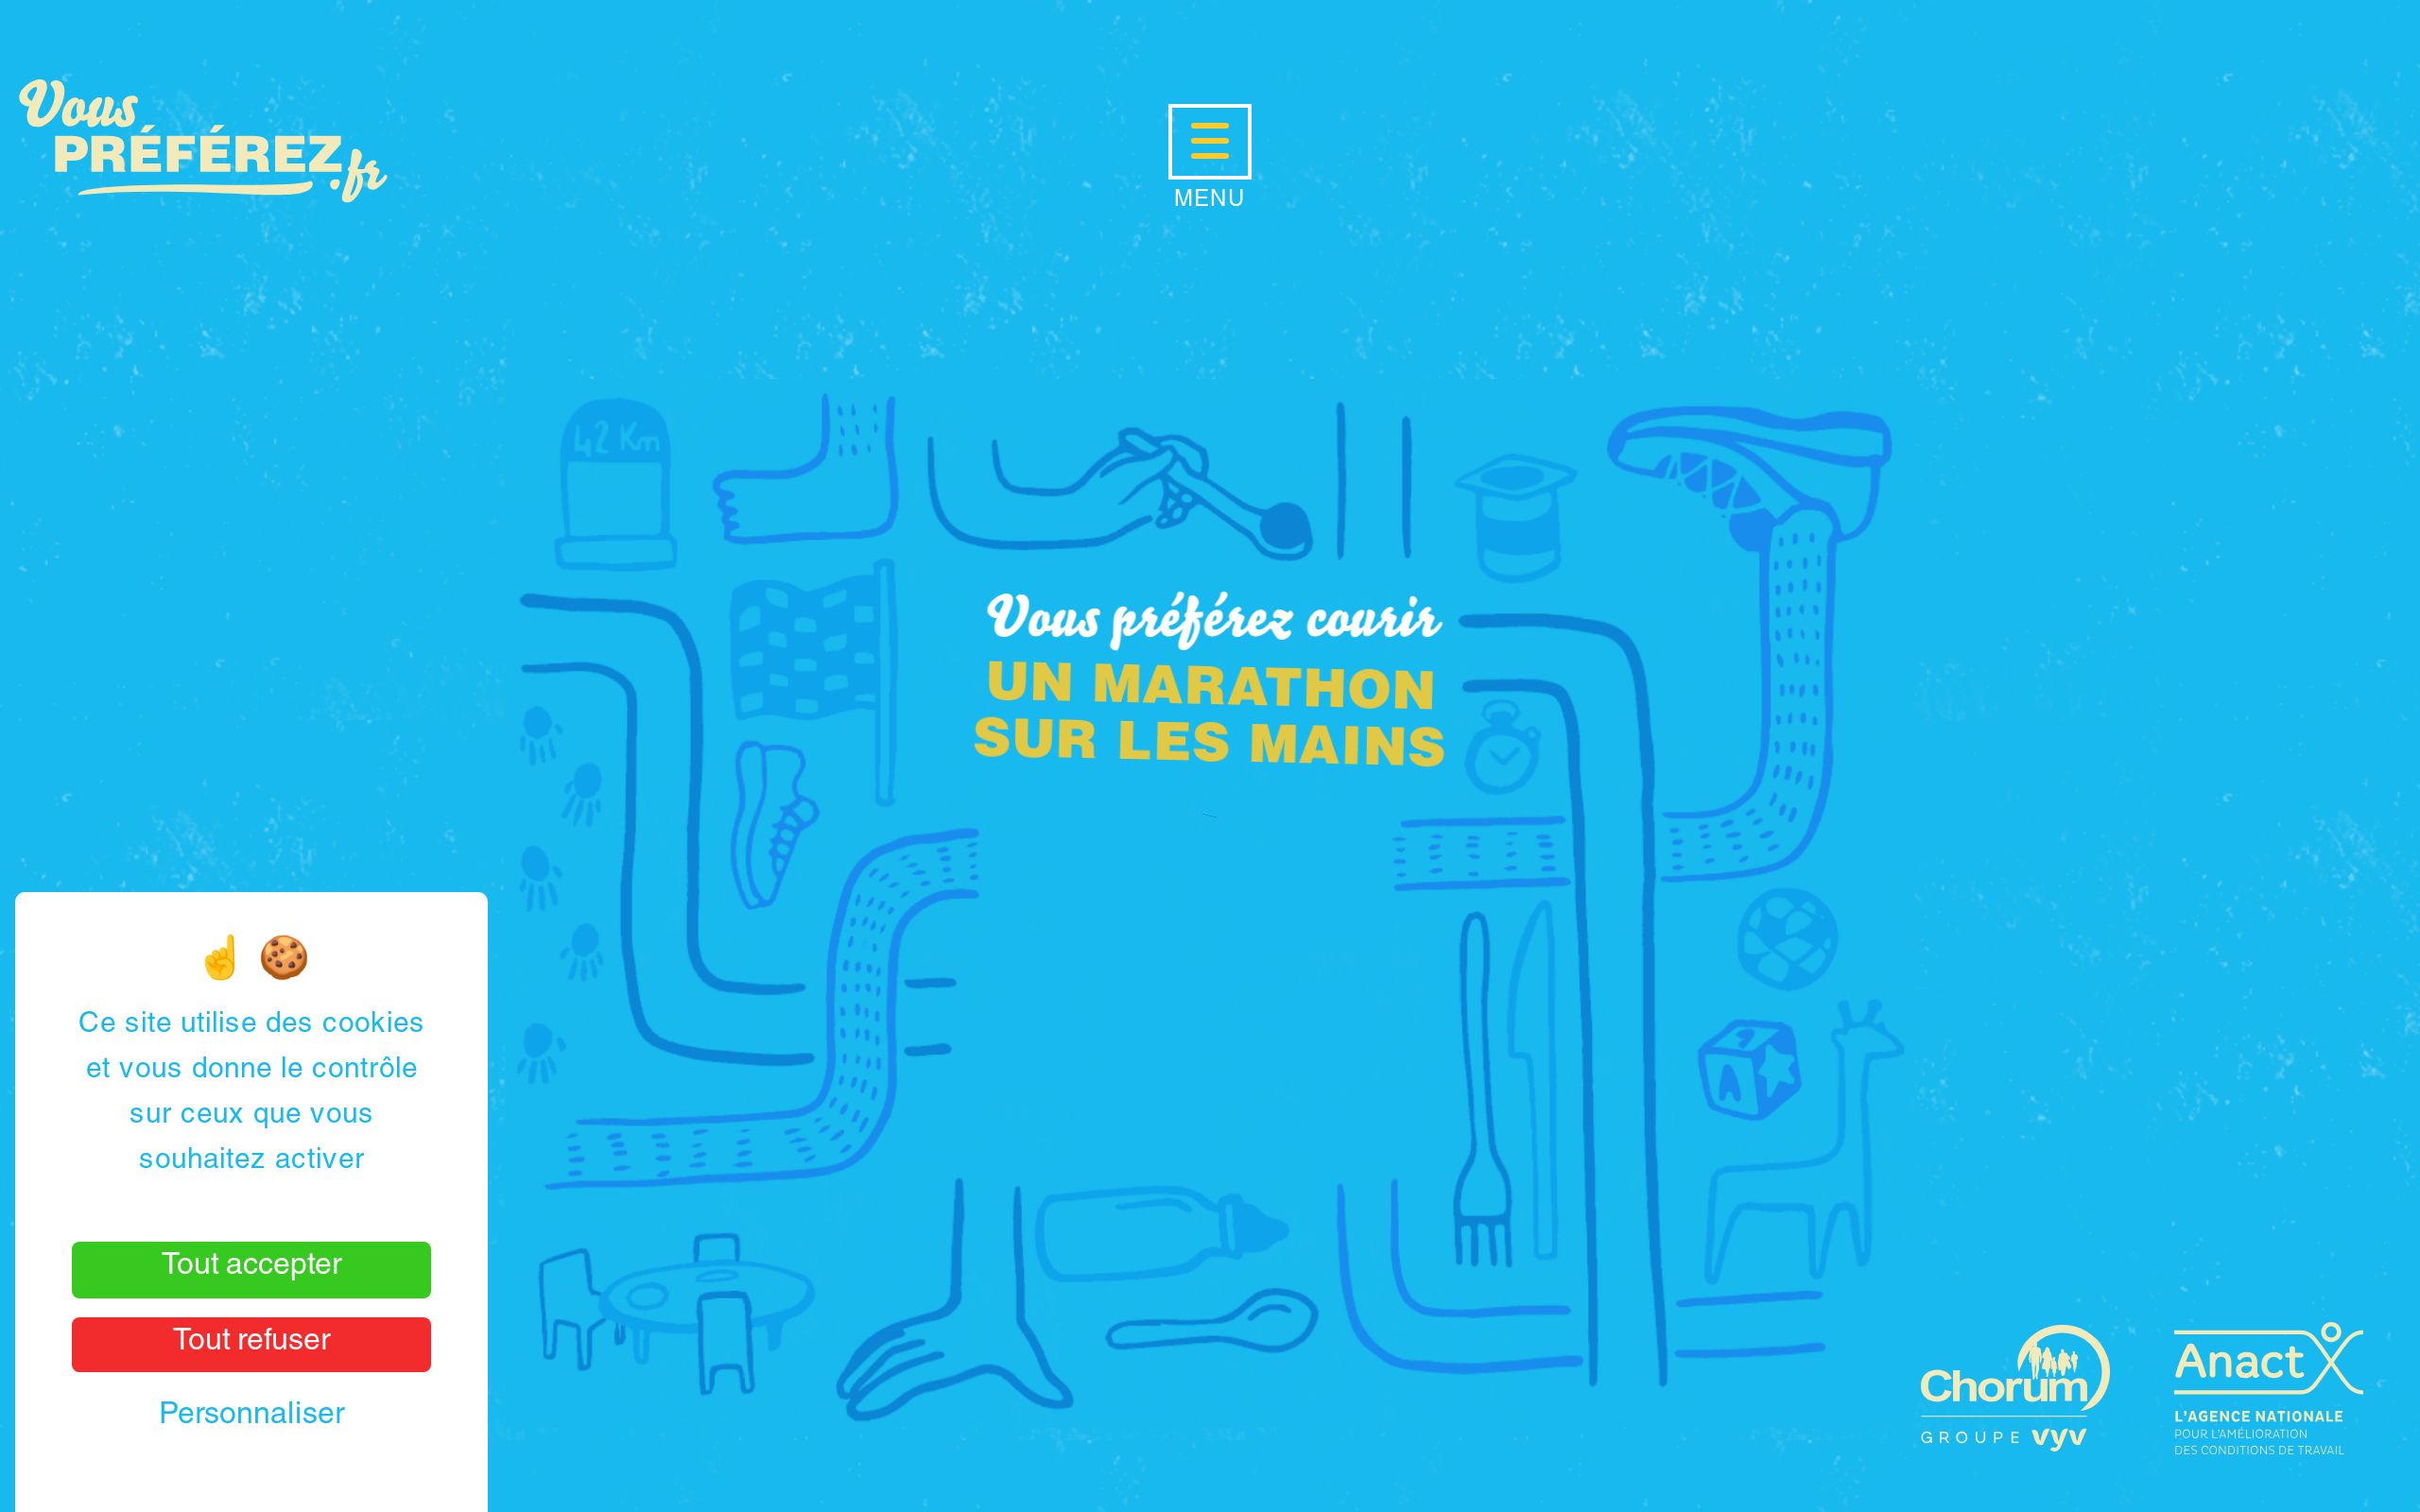 Vous
PRÉFÉREZ.fr
MENU
42 Km
Vous préférez courir
UN MARATHON
SUR LES MAINS
A
☝️ 🍪
Ce site utilise des cookies
et vous donne le contrôle
sur ceux que vous
souhaitez activer
Tout accepter
Tout refuser
Personnaliser
Chorum
GROUPE vyv
Anact
L'AGENCE NATIONALE
POUR L'AMÉLIORATION
DES CONDITIONS DE TRAVAIL